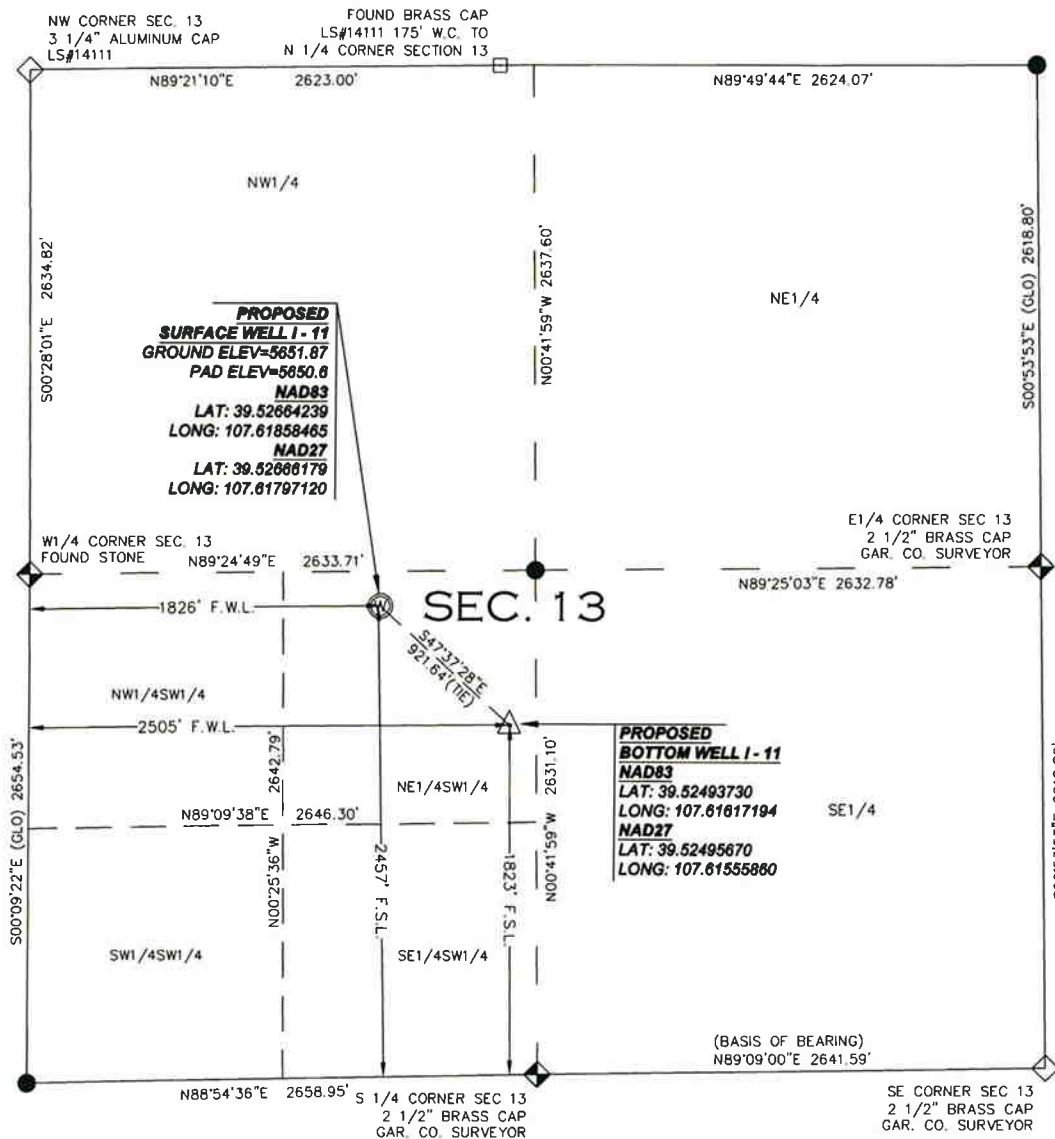 NW CORNER SEC. 13
3 1/4" ALUMINUM CAP
LS#14111
FOUND BRASS CAP
LS#14111 175' W.C. TO
N 1/4 CORNER SECTION 13
N89°21'10"E 2623.00'
N89°49'44"E 2624.07'
NW1/4
S00°28'01"E 2634.82'
N00°41'59"W 2637.60'
NE1/4
S00°53'53"E (GLO) 2618.80'
PROPOSED
SURFACE WELL I - 11
GROUND ELEV=5651.87
PAD ELEV=5650.6
NAD83
LAT: 39.52664239
LONG: 107.61858465
NAD27
LAT: 39.52666179
LONG: 107.61797120
W1/4 CORNER SEC. 13
FOUND STONE
N89°24'49"E 2633.71'
E1/4 CORNER SEC 13
2 1/2" BRASS CAP
GAR. CO. SURVEYOR
N89°25'03"E 2632.78'
1826' F.W.L.
W
SEC. 13
S47°37'28"E
921.64'(TIE)
NW1/4SW1/4
2505' F.W.L.
PROPOSED
BOTTOM WELL I - 11
NAD83
LAT: 39.52493730
LONG: 107.61617194
NAD27
LAT: 39.52495670
LONG: 107.61555860
SE1/4
NE1/4SW1/4
N89°09'38"E 2646.30'
S00°09'22"E (GLO) 2654.53'
N00°25'36"W 2642.79'
2457' F.S.L.
1823' F.S.L.
N00°41'59"W 2631.10'
SW1/4SW1/4
SE1/4SW1/4
(BASIS OF BEARING)
N89°09'00"E 2641.59'
N88°54'36"E 2658.95'
S 1/4 CORNER SEC 13
2 1/2" BRASS CAP
GAR. CO. SURVEYOR
SE CORNER SEC 13
2 1/2" BRASS CAP
GAR. CO. SURVEYOR